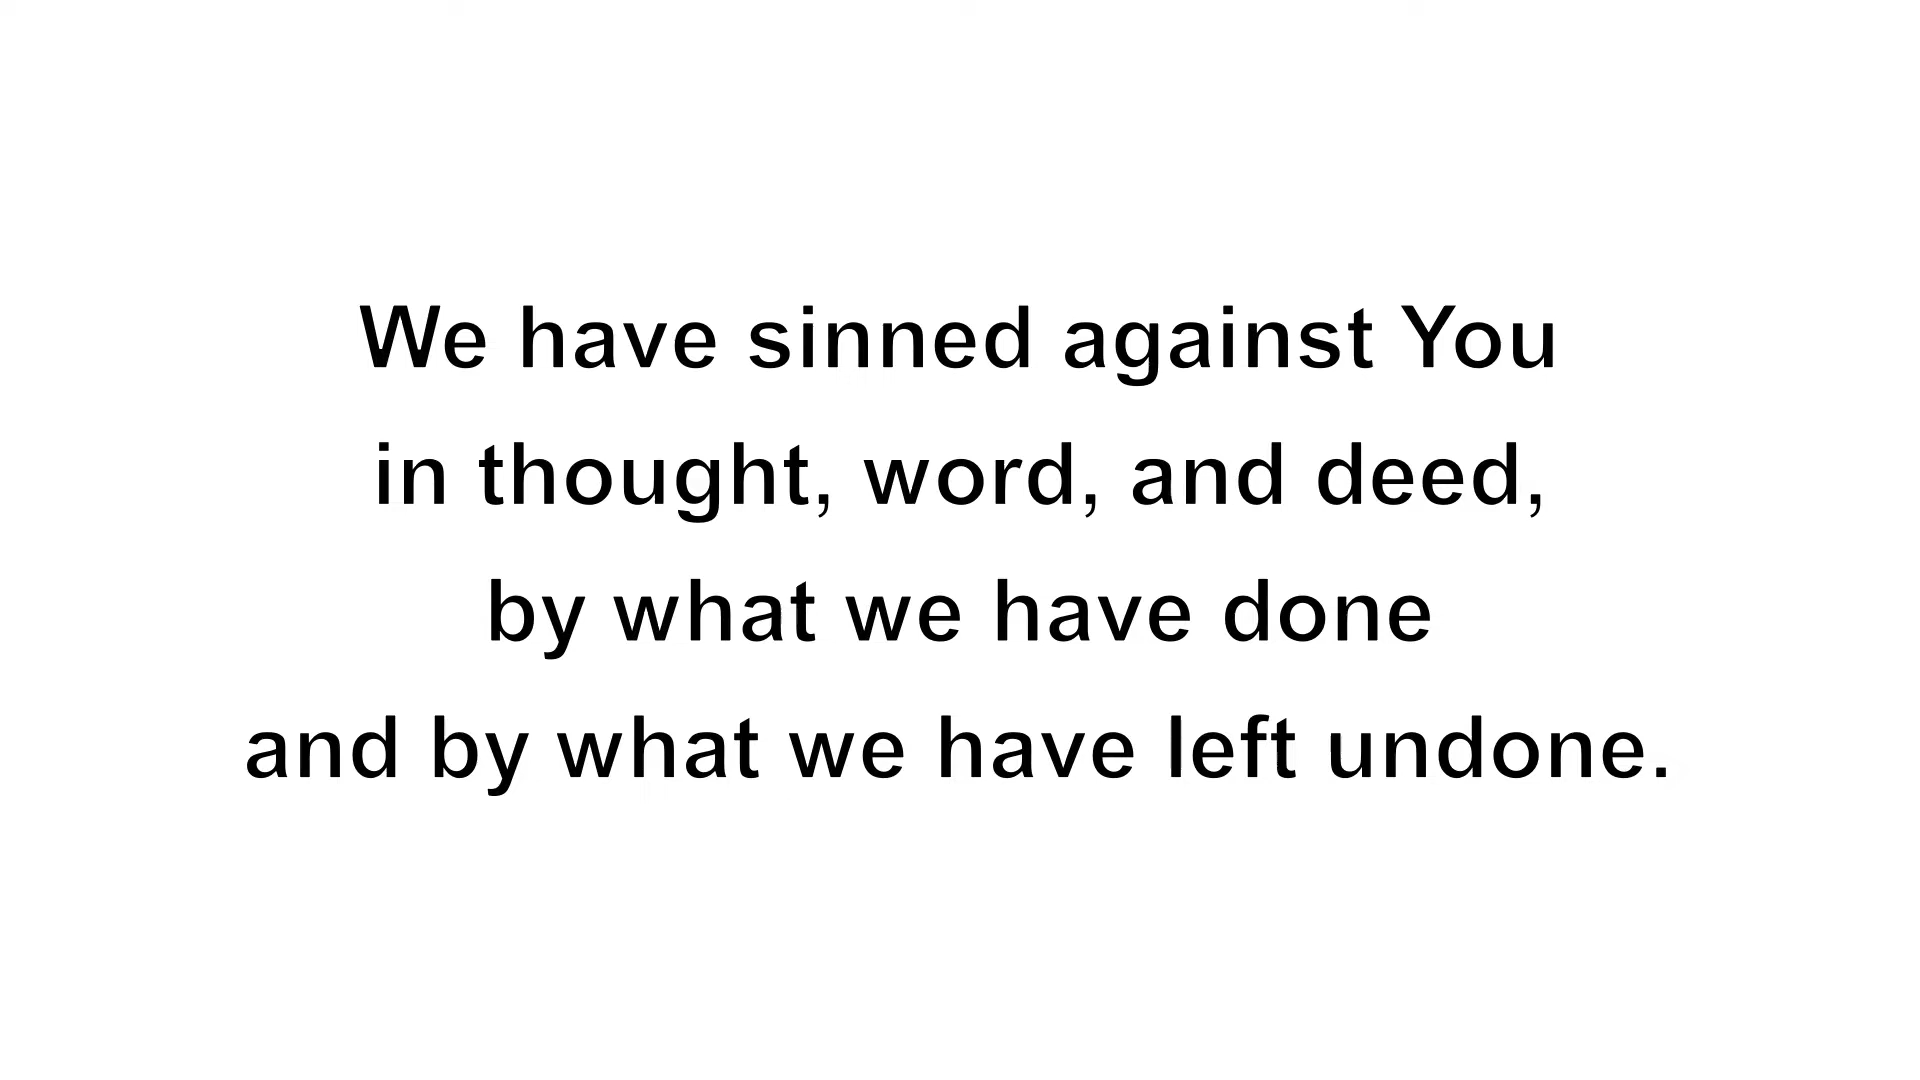 We have sinned against You
in thought, word, and deed,
by what we have done
and by what we have left undone.